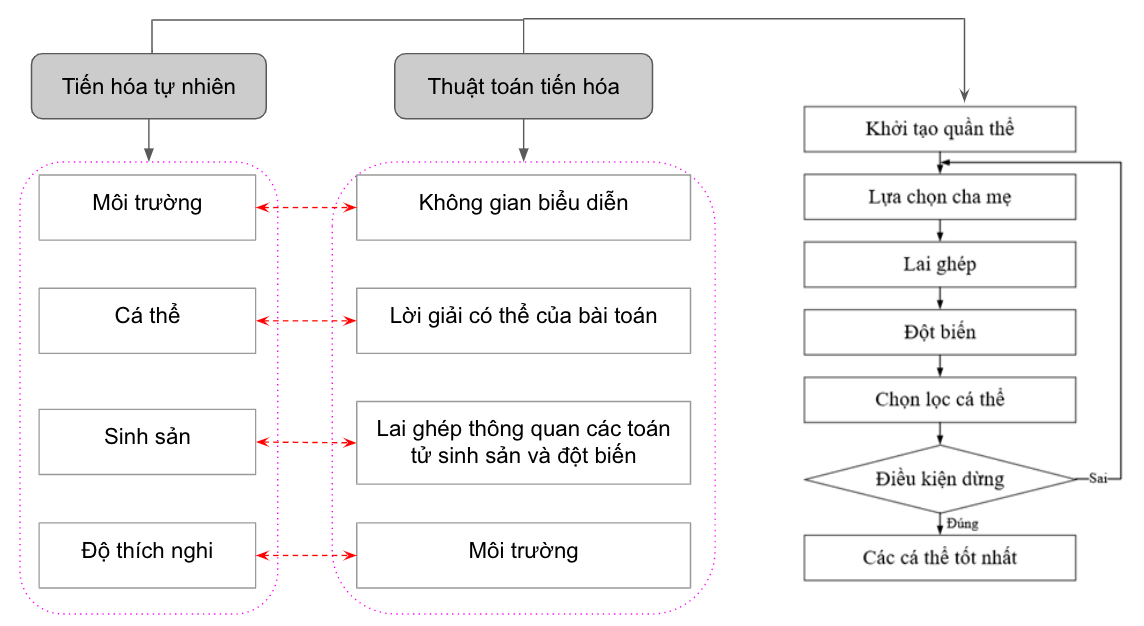 Tiến hóa tự nhiên
Thuật toán tiến hóa
Môi trường
Không gian biểu diễn
Cá thể
Lời giải có thể của bài toán
Sinh sản
Lai ghép thông quan các toán
tử sinh sản và đột biến
Độ thích nghi
Môi trường
Khởi tạo quần thể
Lựa chọn cha mẹ
Lai ghép
Đột biến
Chọn lọc cá thể
Điều kiện dừng
Sai
Đúng
Các cá thể tốt nhất